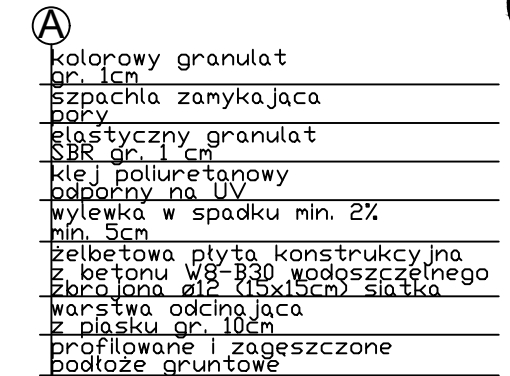 A
kolorowy granulat
gr. 1cm
szpachla zamykająca
pory
elastyczny granulat
SBR gr. 1 cm
klej poliuretanowy
odporny na UV
wylewka w spadku min. 2%
min. 5cm
żelbetowa płyta konstrukcyjna
z betonu W8-B30 wodoszczelnego
zbrojona ø12 (15x15cm) siatka
warstwa odcinająca
z piasku gr. 10cm
profilowane i zagęszczone
podłoże gruntowe